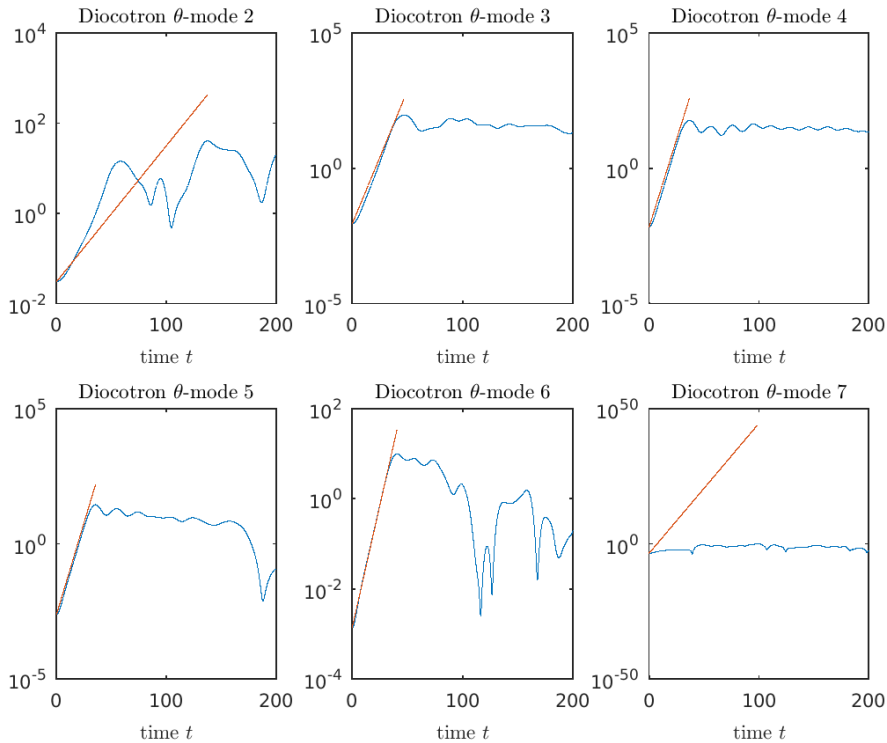 Diocotron θ-mode 2
10^4
10^2
10^0
10^-2
0 100 200
time t
Diocotron θ-mode 3
10^5
10^0
10^-5
0 100 200
time t
Diocotron θ-mode 4
10^5
10^0
10^-5
0 100 200
time t
Diocotron θ-mode 5
10^5
10^0
10^-5
0 100 200
time t
Diocotron θ-mode 6
10^2
10^0
10^-2
10^-4
0 100 200
time t
Diocotron θ-mode 7
10^50
10^0
10^-50
0 100 200
time t